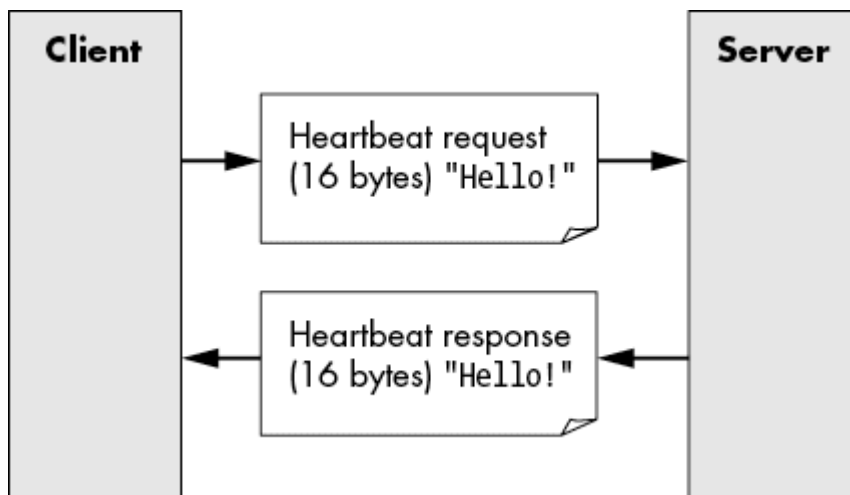 Client
Server
Heartbeat request
(16 bytes) "Hello!"
Heartbeat response
(16 bytes) "Hello!"